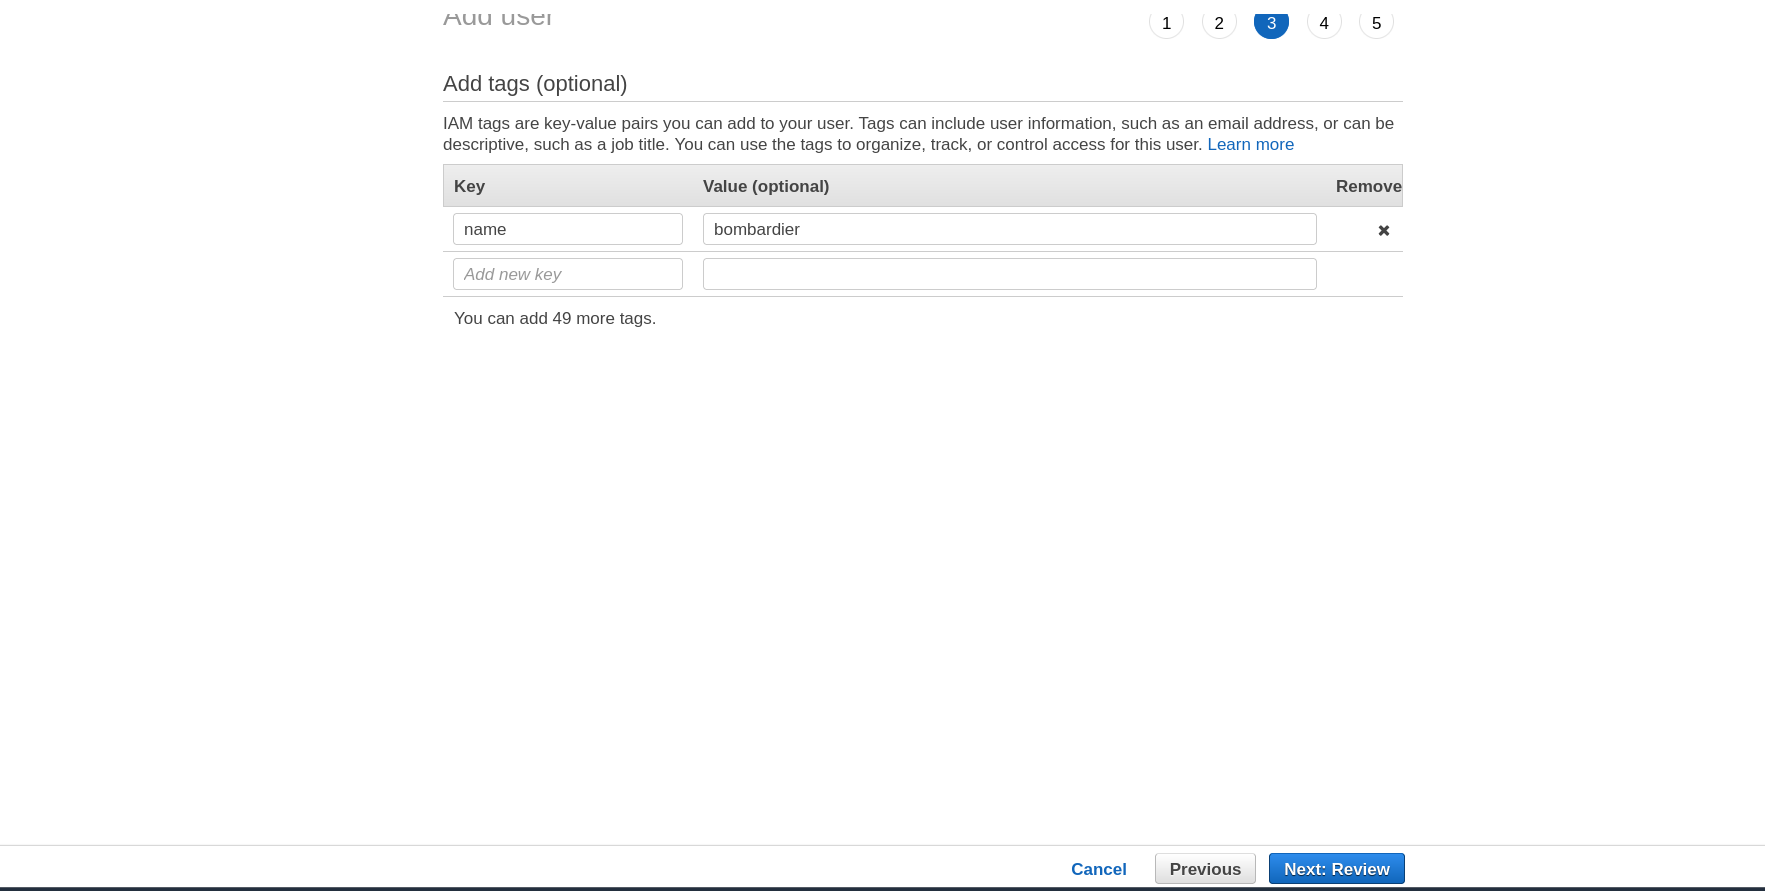 Add user
1 2 3 4 5
Add tags (optional)
IAM tags are key-value pairs you can add to your user. Tags can include user information, such as an email address, or can be
descriptive, such as a job title. You can use the tags to organize, track, or control access for this user. Learn more
Key Value (optional) Remove
name bombardier ✖
Add new key
You can add 49 more tags.
Cancel Previous Next: Review